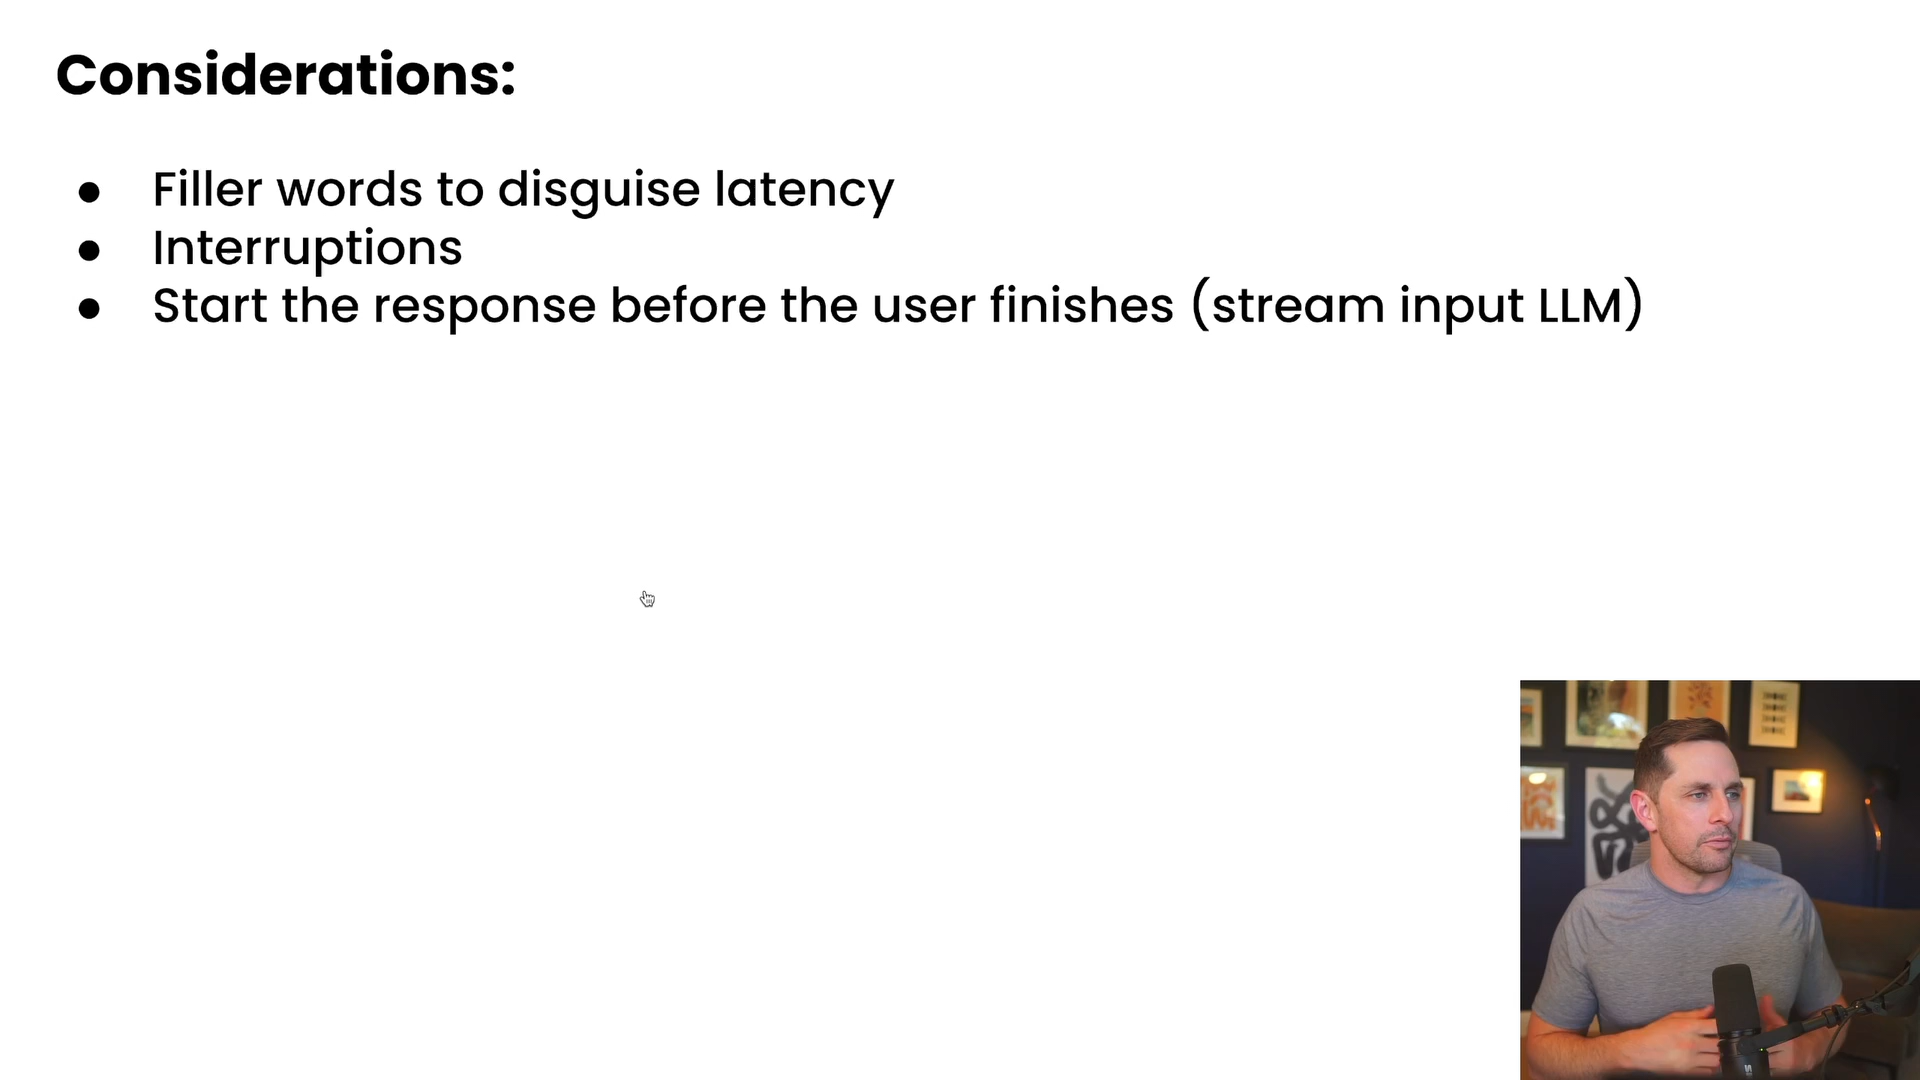 Considerations:
● Filler words to disguise latency
● Interruptions
● Start the response before the user finishes (stream input LLM)